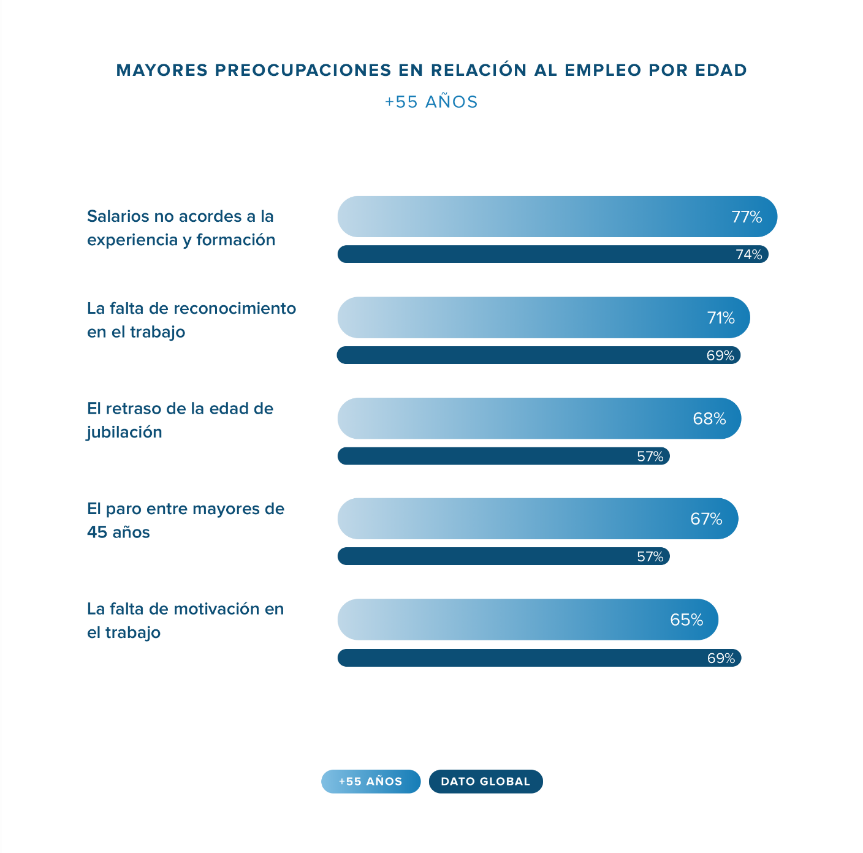 MAYORES PREOCUPACIONES EN RELACIÓN AL EMPLEO POR EDAD
+55 AÑOS
Salarios no acordes a la
experiencia y formación
77%
74%
La falta de reconocimiento
en el trabajo
71%
69%
El retraso de la edad de
jubilación
68%
57%
El paro entre mayores de
45 años
67%
57%
La falta de motivación en
el trabajo
65%
69%
+55 AÑOS
DATO GLOBAL